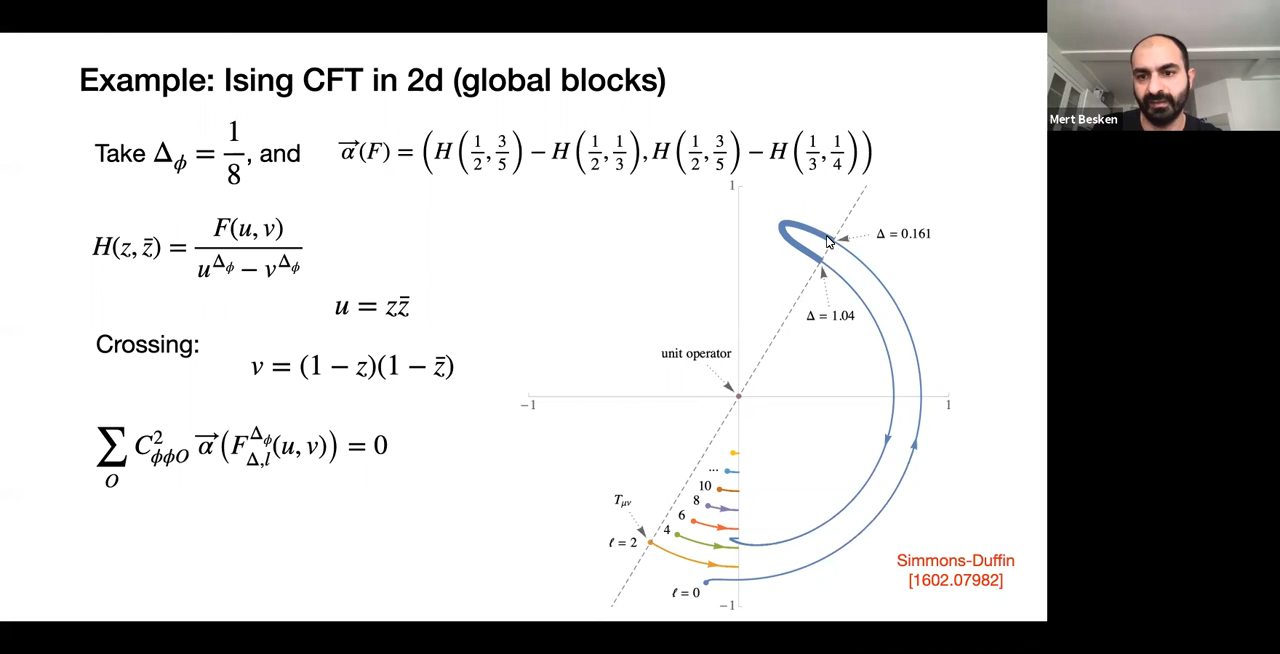 Example: Ising CFT in 2d (global blocks)
Mert Besken
Take Δ_ϕ = 1/8, and α⃗(F) = (H(1/2, 3/5) − H(1/2, 1/3), H(1/2, 3/5) − H(1/3, 1/4))
H(z, z̄) = F(u, v) / (u^{Δ_ϕ} − v^{Δ_ϕ})
u = zz̄
Crossing:
v = (1 − z)(1 − z̄)
∑_O C²_{ϕϕO} α⃗(F^{Δ_ϕ}_{Δ,l}(u, v)) = 0
1
Δ = 0.161
Δ = 1.04
unit operator
−1
1
...
10
8
6
4
T_{μν}
ℓ = 2
ℓ = 0
−1
Simmons-Duffin
[1602.07982]